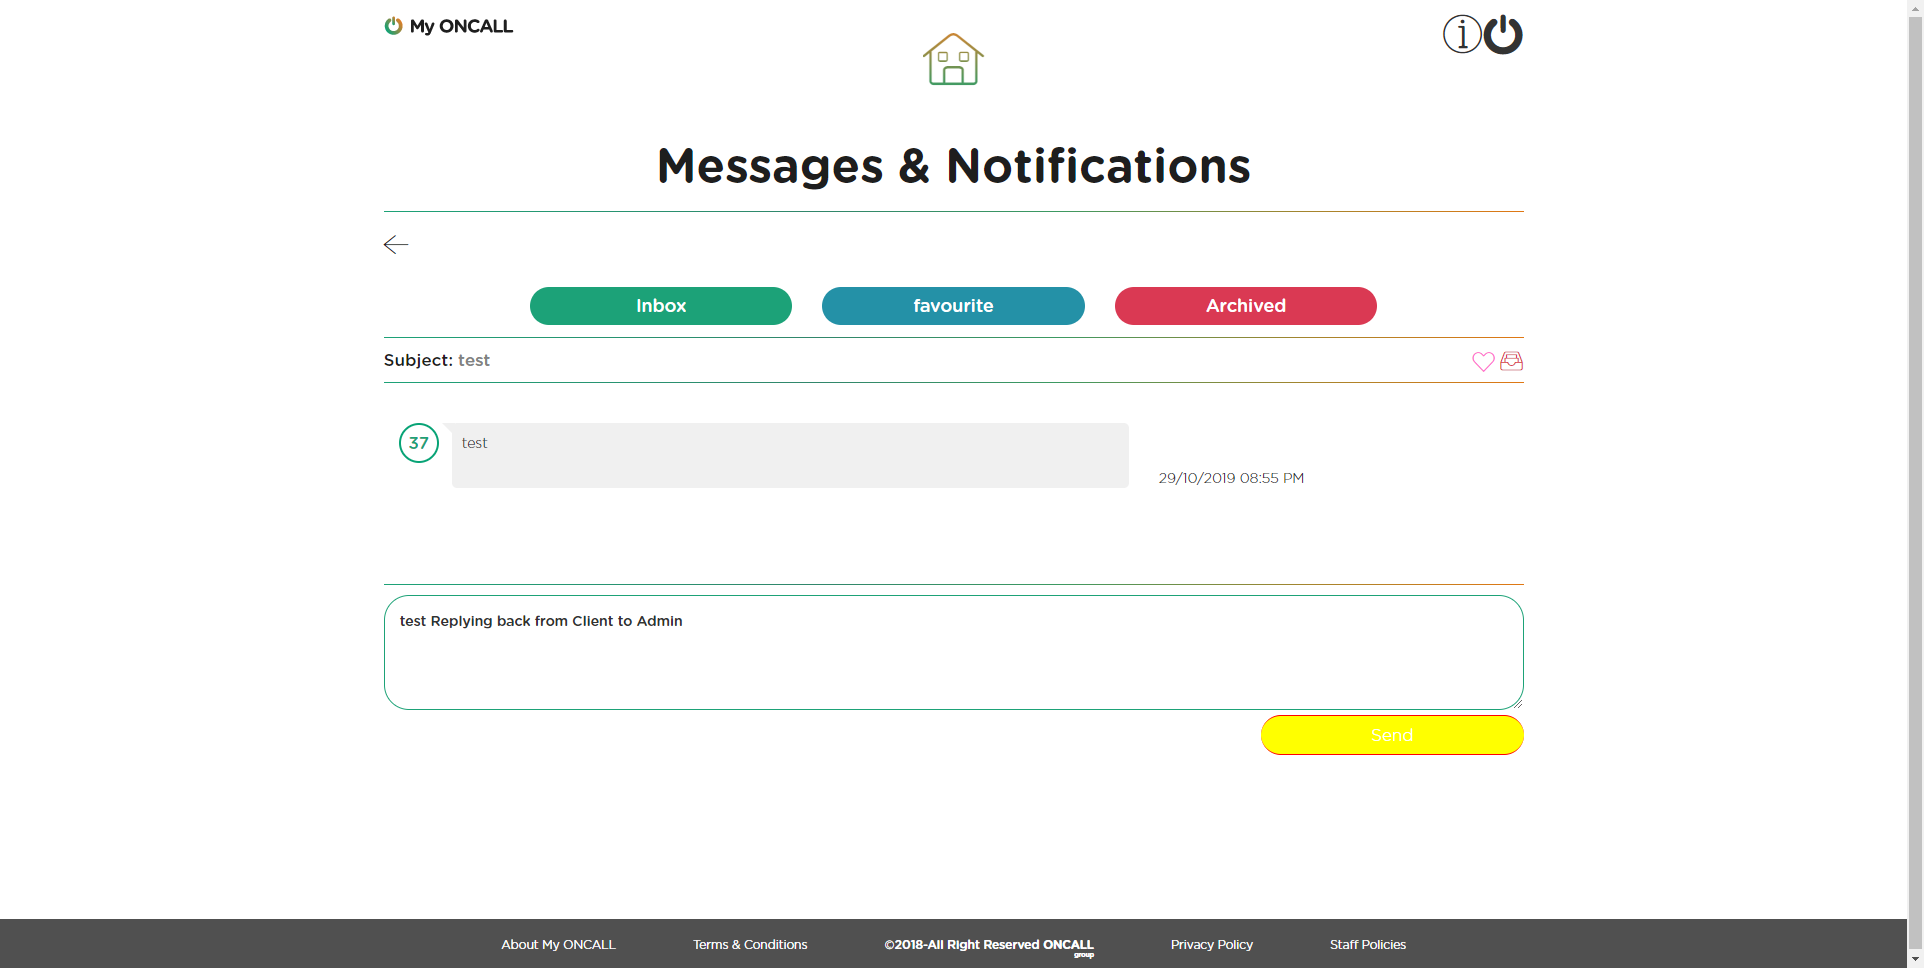 My ONCALL
Messages & Notifications
Inbox
favourite
Archived
Subject: test
37
test
29/10/2019 08:55 PM
test Replying back from Client to Admin
Send
About My ONCALL
Terms & Conditions
©2018-All Right Reserved ONCALL
group
Privacy Policy
Staff Policies